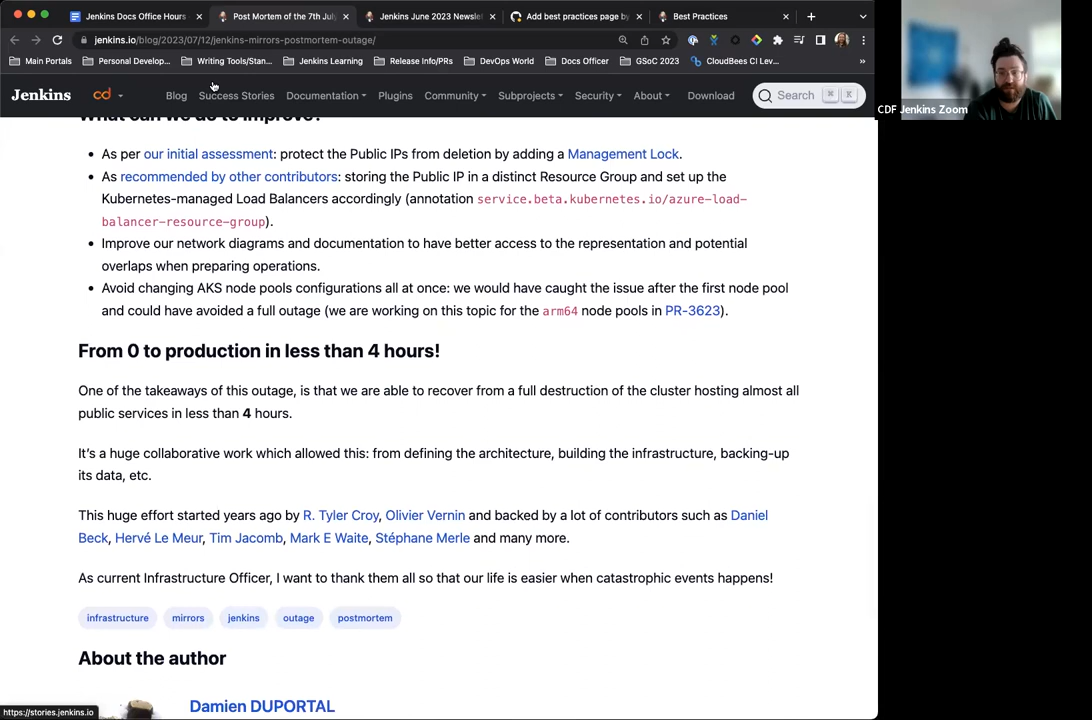 Jenkins Docs Office Hours
Post Mortem of the 7th July
Jenkins June 2023 Newsle
Add best practices page by
Best Practices
jenkins.io/blog/2023/07/12/jenkins-mirrors-postmortem-outage/
Main Portals
Personal Develop...
Writing Tools/Stan...
Jenkins Learning
Release Info/PRs
DevOps World
Docs Officer
GSoC 2023
CloudBees CI Lev...
»
Jenkins
cd
Blog
Success Stories
Documentation
Plugins
Community
Subprojects
Security
About
Download
Search
⌘
K
CDF Jenkins Zoom
What can we do to improve?
• As per our initial assessment: protect the Public IPs from deletion by adding a Management Lock.
• As recommended by other contributors: storing the Public IP in a distinct Resource Group and set up the
Kubernetes-managed Load Balancers accordingly (annotation service.beta.kubernetes.io/azure-load-
balancer-resource-group).
• Improve our network diagrams and documentation to have better access to the representation and potential
overlaps when preparing operations.
• Avoid changing AKS node pools configurations all at once: we would have caught the issue after the first node pool
and could have avoided a full outage (we are working on this topic for the arm64 node pools in PR-3623).
From 0 to production in less than 4 hours!
One of the takeaways of this outage, is that we are able to recover from a full destruction of the cluster hosting almost all
public services in less than 4 hours.
It's a huge collaborative work which allowed this: from defining the architecture, building the infrastructure, backing-up
its data, etc.
This huge effort started years ago by R. Tyler Croy, Olivier Vernin and backed by a lot of contributors such as Daniel
Beck, Hervé Le Meur, Tim Jacomb, Mark E Waite, Stéphane Merle and many more.
As current Infrastructure Officer, I want to thank them all so that our life is easier when catastrophic events happens!
infrastructure
mirrors
jenkins
outage
postmortem
About the author
Damien DUPORTAL
https://stories.jenkins.io